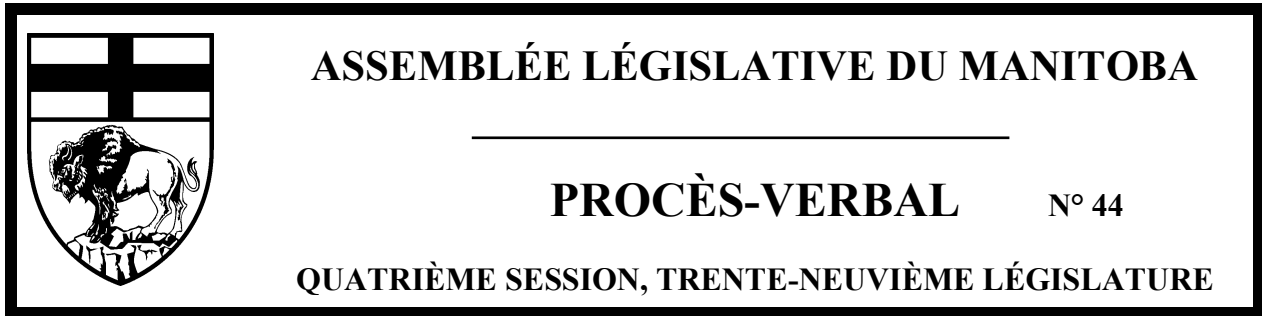 ASSEMBLÉE LÉGISLATIVE DU MANITOBA
PROCÈS-VERBAL N° 44
QUATRIÈME SESSION, TRENTE-NEUVIÈME LÉGISLATURE